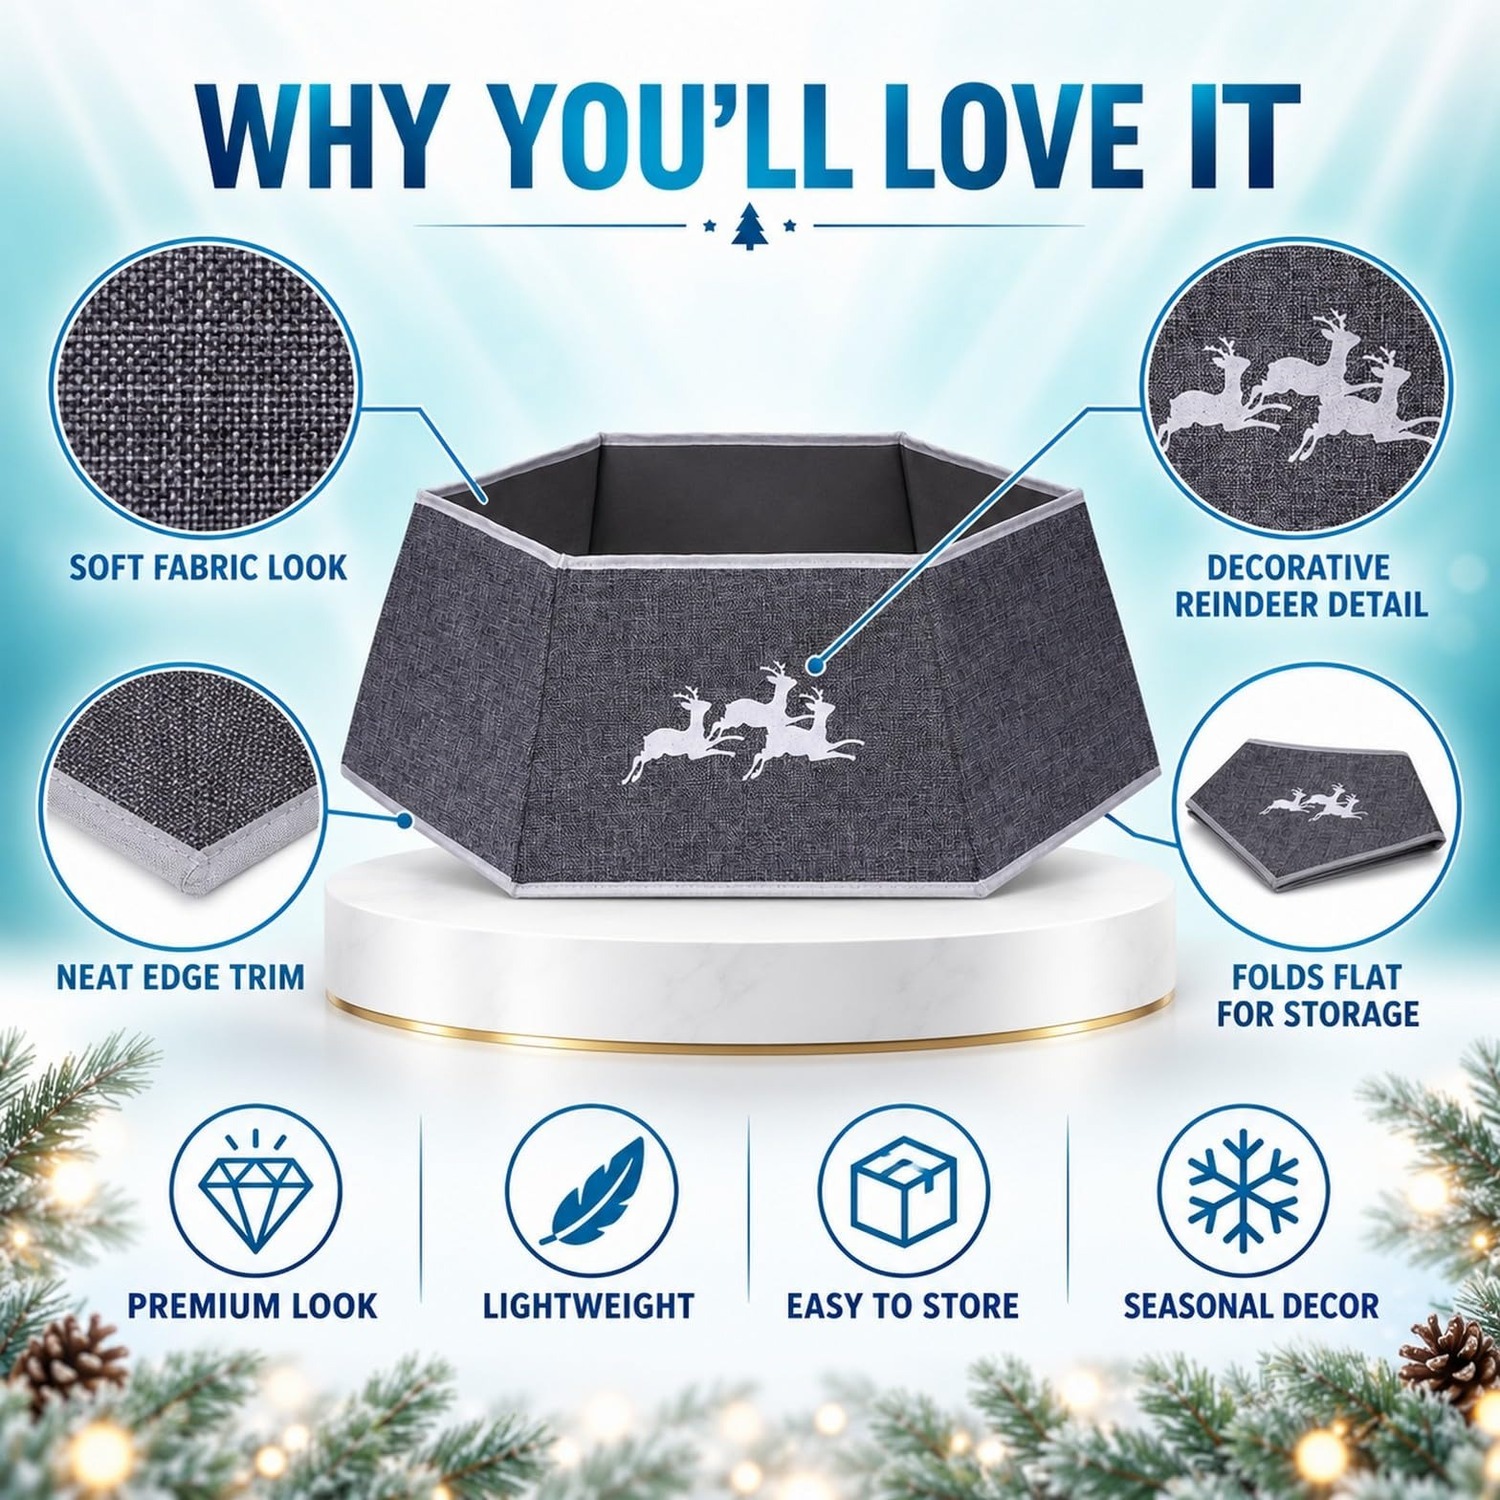 WHY YOU'LL LOVE IT
SOFT FABRIC LOOK
DECORATIVE
REINDEER DETAIL
NEAT EDGE TRIM
FOLDS FLAT
FOR STORAGE
PREMIUM LOOK
LIGHTWEIGHT
EASY TO STORE
SEASONAL DECOR